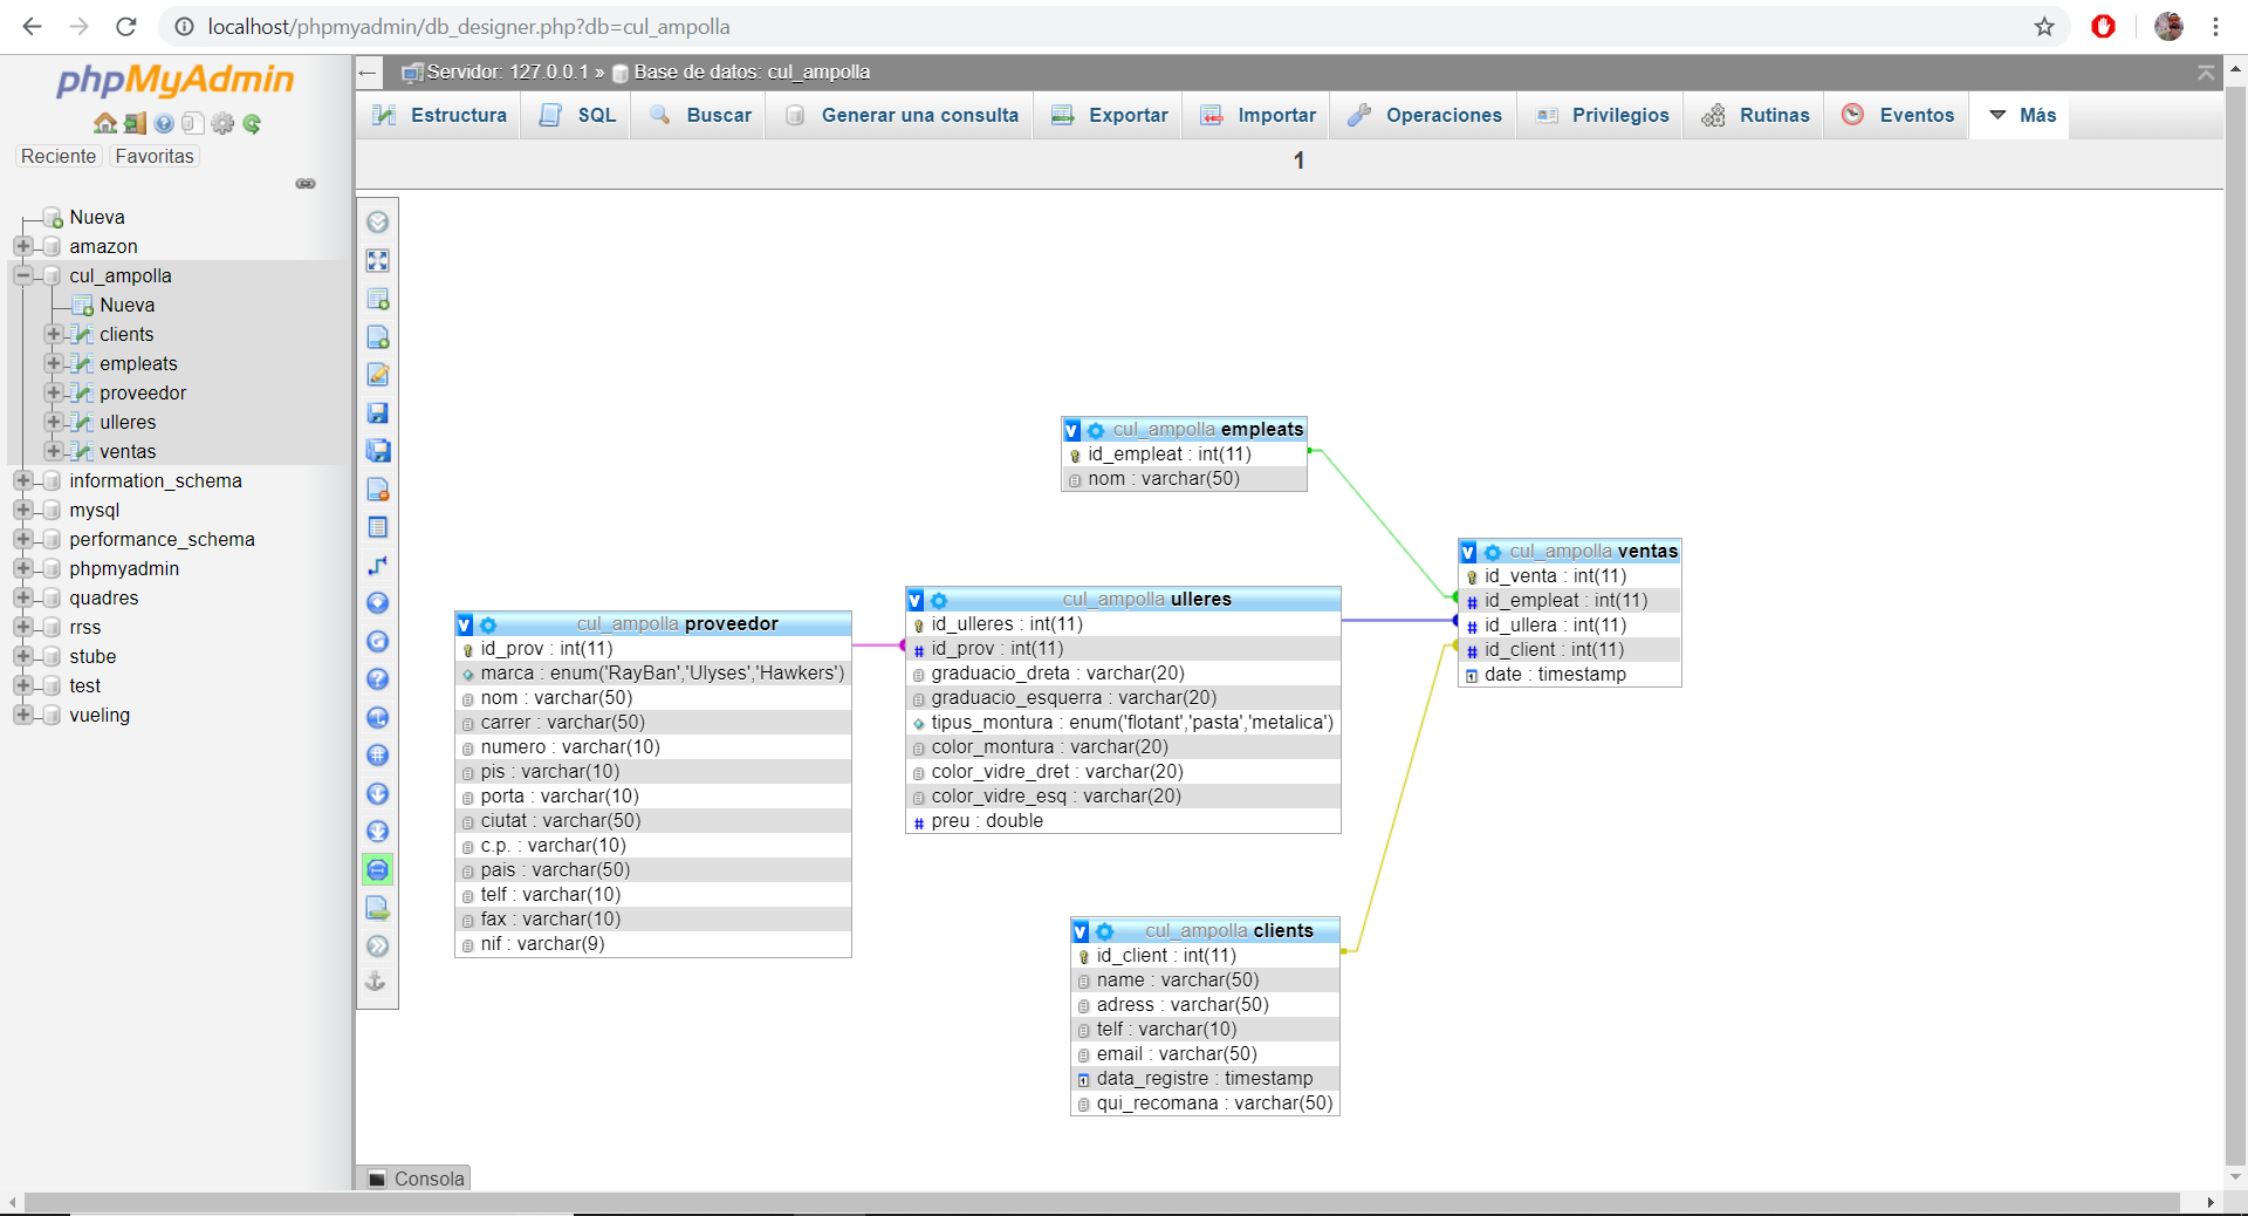 localhost/phpmyadmin/db_designer.php?db=cul_ampolla
phpMyAdmin
Reciente Favoritas
Nueva
amazon
cul_ampolla
Nueva
clients
empleats
proveedor
ulleres
ventas
information_schema
mysql
performance_schema
phpmyadmin
quadres
rrss
stube
test
vueling
← Servidor: 127.0.0.1 » Base de datos: cul_ampolla
Estructura SQL Buscar Generar una consulta Exportar Importar Operaciones Privilegios Rutinas Eventos Más
1
cul_ampolla empleats
id_empleat : int(11)
nom : varchar(50)
cul_ampolla ventas
id_venta : int(11)
id_empleat : int(11)
id_ullera : int(11)
id_client : int(11)
date : timestamp
cul_ampolla proveedor
id_prov : int(11)
marca : enum('RayBan','Ulyses','Hawkers')
nom : varchar(50)
carrer : varchar(50)
numero : varchar(10)
pis : varchar(10)
porta : varchar(10)
ciutat : varchar(50)
c.p. : varchar(10)
pais : varchar(50)
telf : varchar(10)
fax : varchar(10)
nif : varchar(9)
cul_ampolla ulleres
id_ulleres : int(11)
id_prov : int(11)
graduacio_dreta : varchar(20)
graduacio_esquerra : varchar(20)
tipus_montura : enum('flotant','pasta','metalica')
color_montura : varchar(20)
color_vidre_dret : varchar(20)
color_vidre_esq : varchar(20)
preu : double
cul_ampolla clients
id_client : int(11)
name : varchar(50)
adress : varchar(50)
telf : varchar(10)
email : varchar(50)
data_registre : timestamp
qui_recomana : varchar(50)
Consola